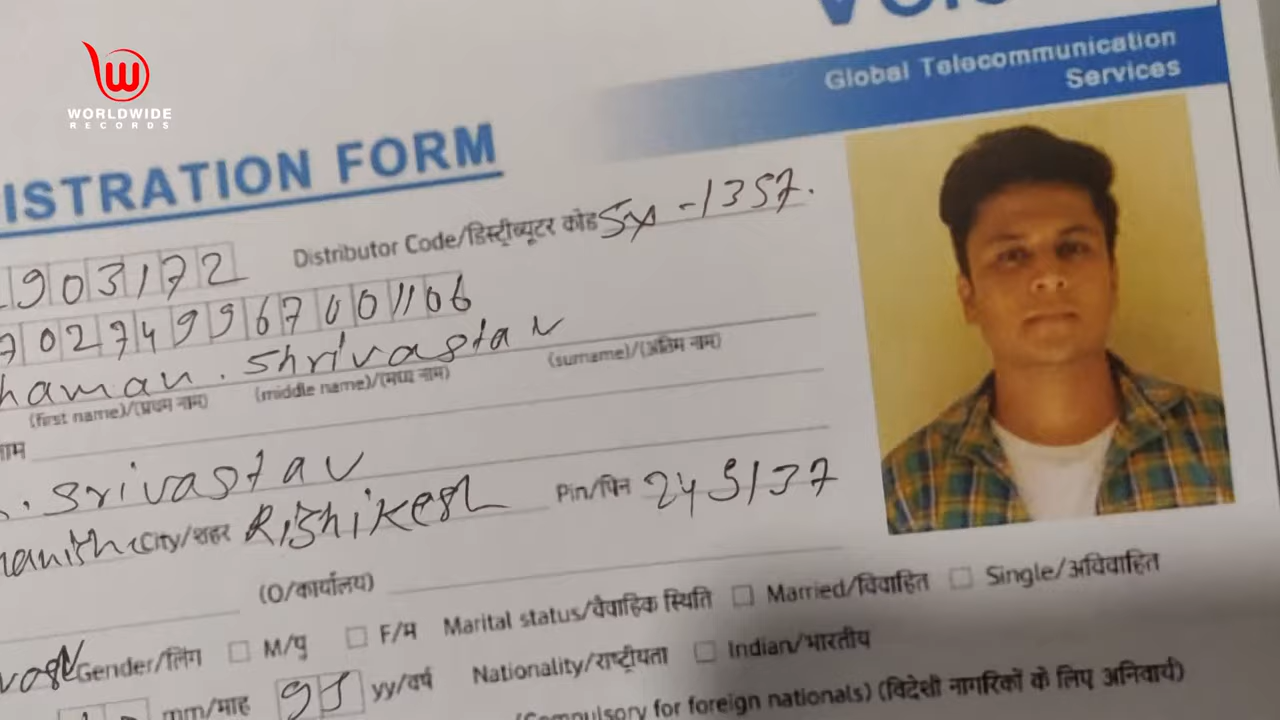 WORLDWIDE
RECORDS
Global Telecommunication
Services
ISTRATION FORM
Distributor Code/डिस्ट्रीब्यूटर कोड Sy -1357.
903172
702749967001106
haman. Shrivastav
(first name)/(प्रथम नाम) (middle name)/(मध्य नाम) (surname)/(अंतिम नाम)
नाम
. Srivastav
City/शहर Rishikesh Pin/पिन 249137
(O/कार्यालय)
Gender/लिंग M/पु F/म Marital status/वैवाहिक स्थिति Married/विवाहित Single/अविवाहित
mm/माह 95 yy/वर्ष Nationality/राष्ट्रीयता Indian/भारतीय
(Compulsory for foreign nationals) (विदेशी नागरिकों के लिए अनिवार्य)